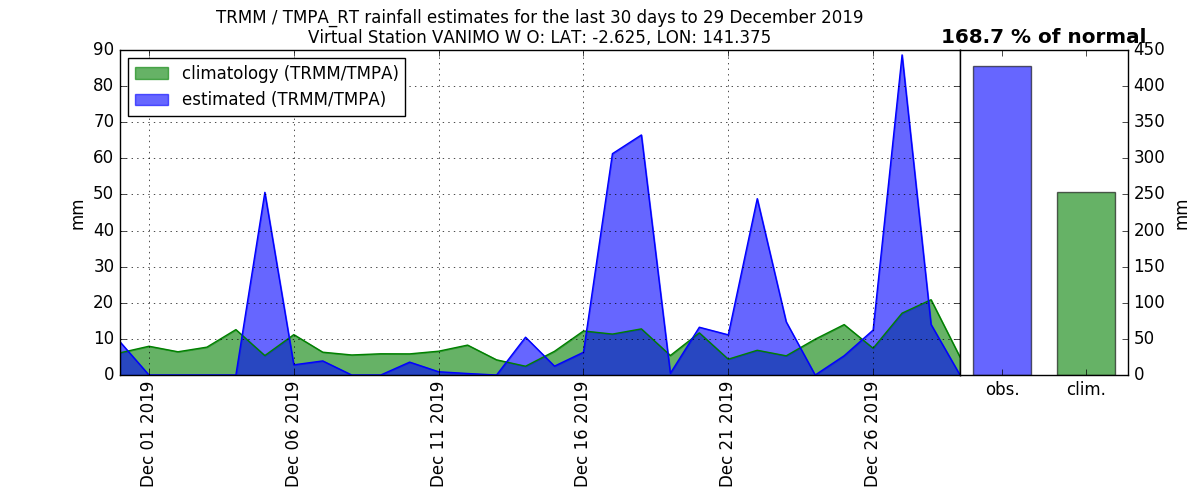 TRMM / TMPA_RT rainfall estimates for the last 30 days to 29 December 2019
Virtual Station VANIMO W O: LAT: -2.625, LON: 141.375
168.7 % of normal
climatology (TRMM/TMPA)
estimated (TRMM/TMPA)
90
80
70
60
50
40
30
20
10
0
mm
Dec 01 2019
Dec 06 2019
Dec 11 2019
Dec 16 2019
Dec 21 2019
Dec 26 2019
450
400
350
300
250
200
150
100
50
0
mm
obs.
clim.